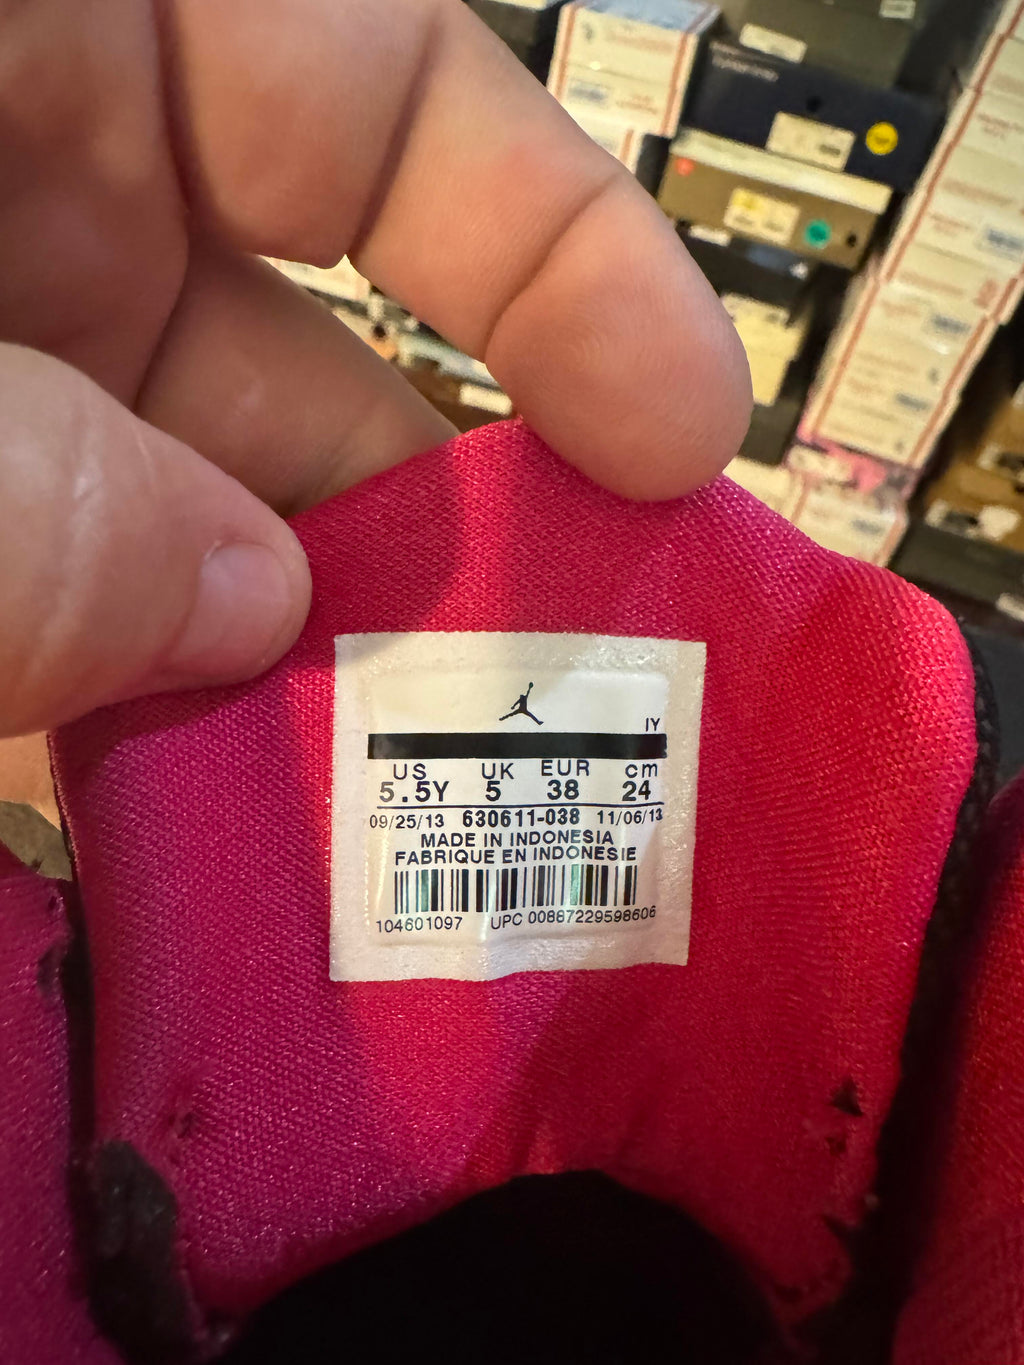 IY
US UK EUR cm
5.5Y 5 38 24
09/25/13 630611-038 11/06/13
MADE IN INDONESIA
FABRIQUE EN INDONESIE
104601097 UPC 00887229598606